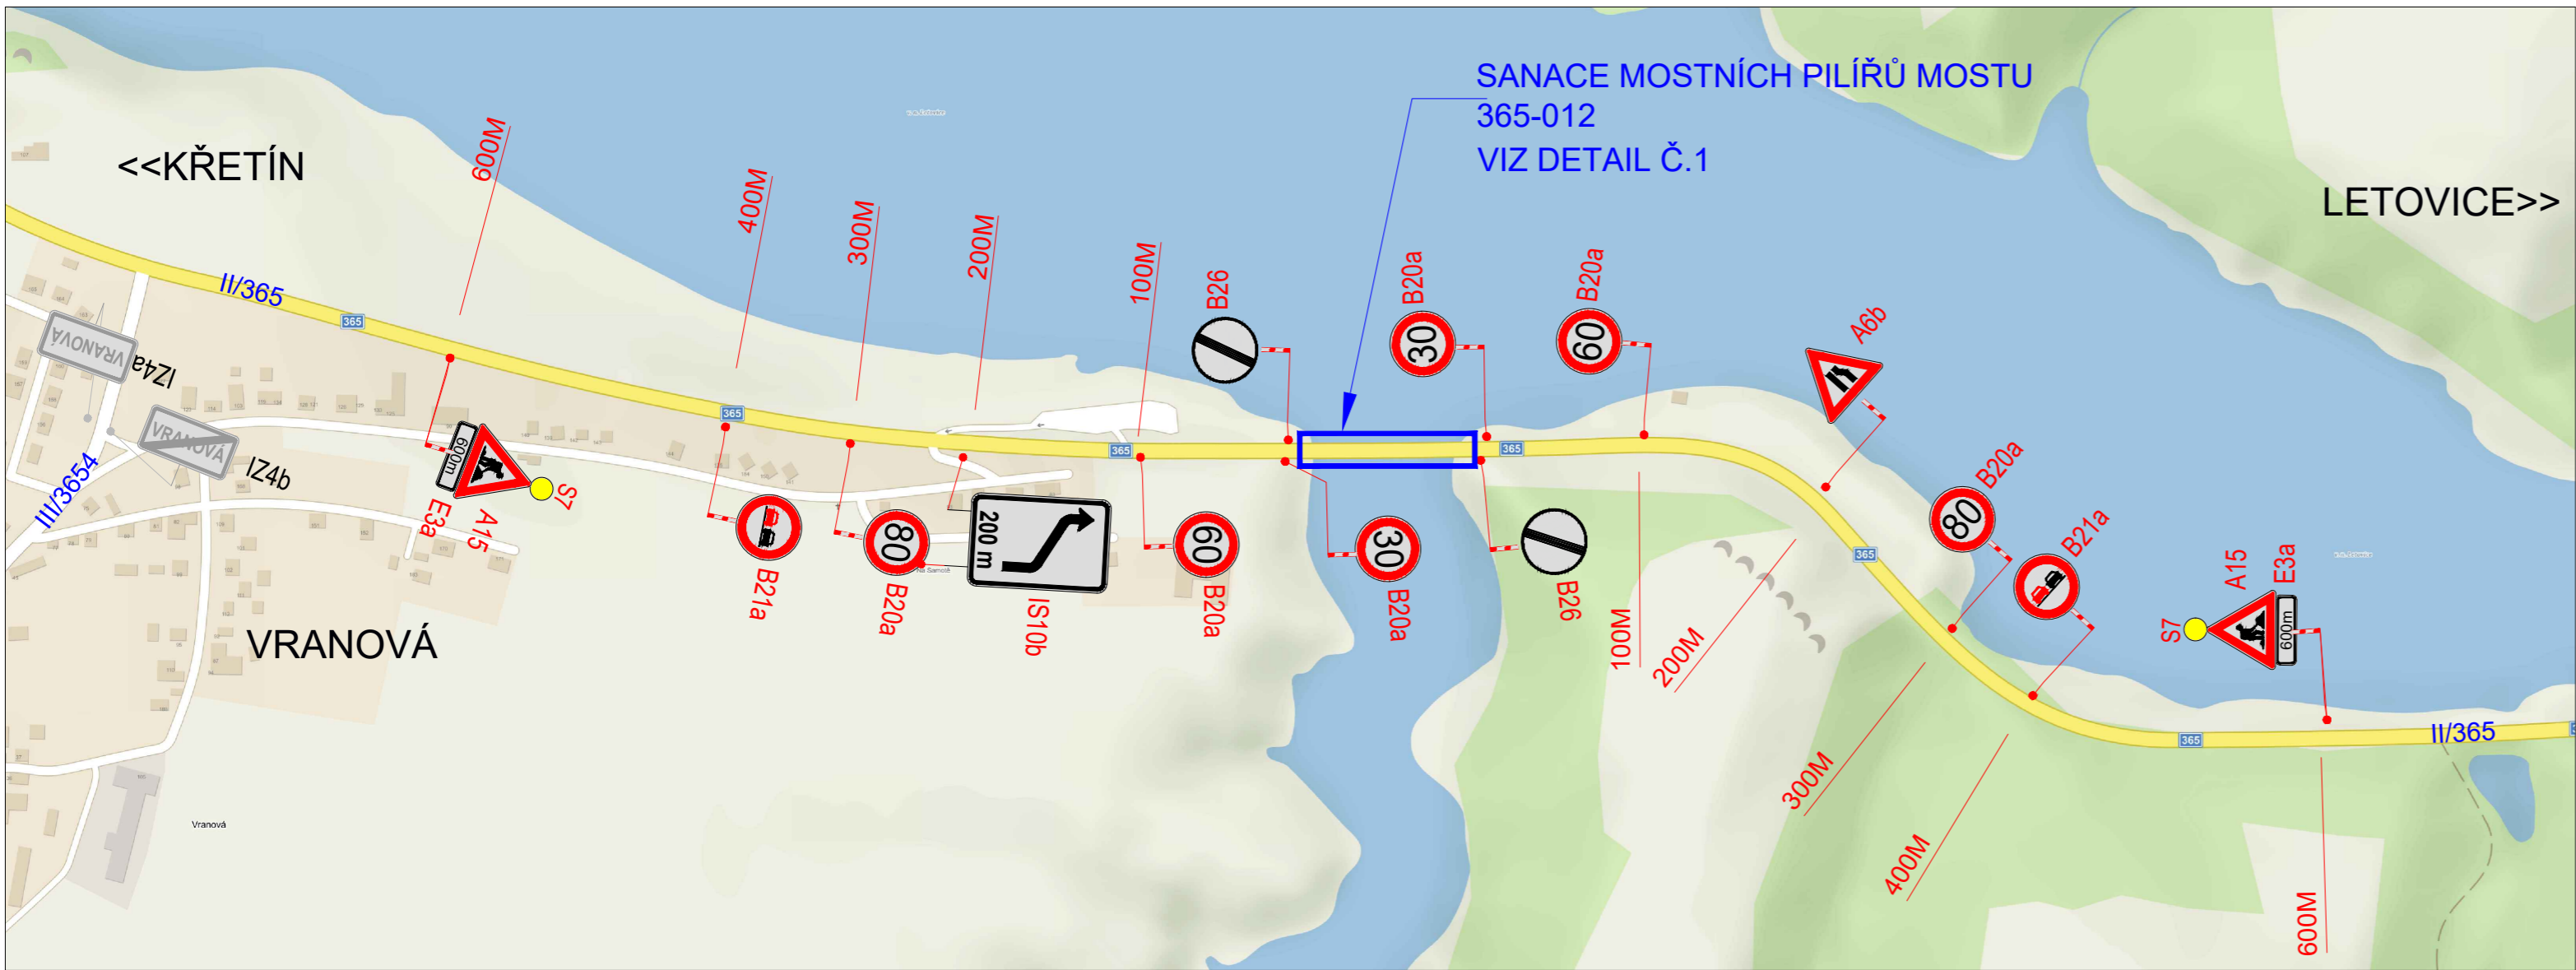 SANACE MOSTNÍCH PILÍŘŮ MOSTU
365-012
VIZ DETAIL Č.1
<<KŘETÍN
LETOVICE>>
600M
400M
300M
200M
100M
B26
B20a
B20a
A6b
30
60
II/365
365
VRANOVÁ
IZ4a
VRANOVÁ
IZ4b
III/3654
600m
E3a
A15
S7
365
365
365
B21a
80
B20a
200 m
IS10b
60
B20a
30
B20a
B26
80
B20a
B21a
365
S7
A15
E3a
600m
VRANOVÁ
Na Samotě
100M
200M
300M
400M
600M
365
II/365
Vranová